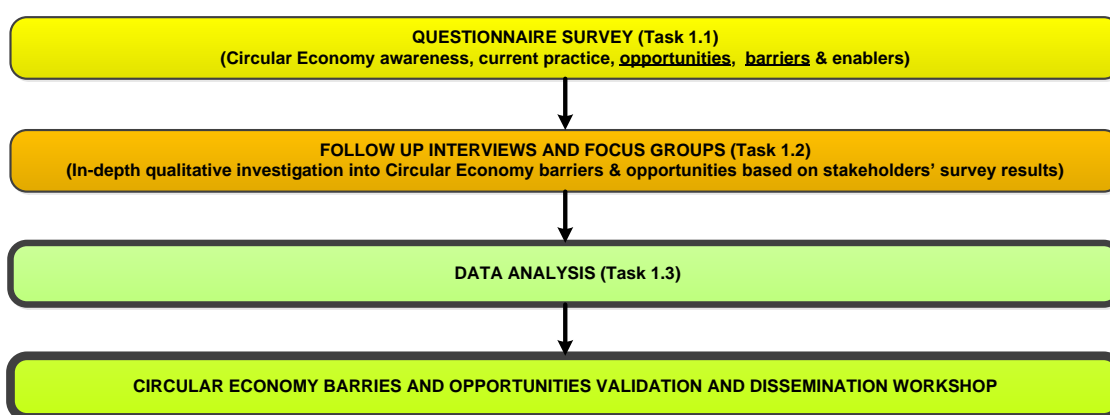 QUESTIONNAIRE SURVEY (Task 1.1)
(Circular Economy awareness, current practice, opportunities, barriers & enablers)
FOLLOW UP INTERVIEWS AND FOCUS GROUPS (Task 1.2)
(In-depth qualitative investigation into Circular Economy barriers & opportunities based on stakeholders’ survey results)
DATA ANALYSIS (Task 1.3)
CIRCULAR ECONOMY BARRIES AND OPPORTUNITIES VALIDATION AND DISSEMINATION WORKSHOP